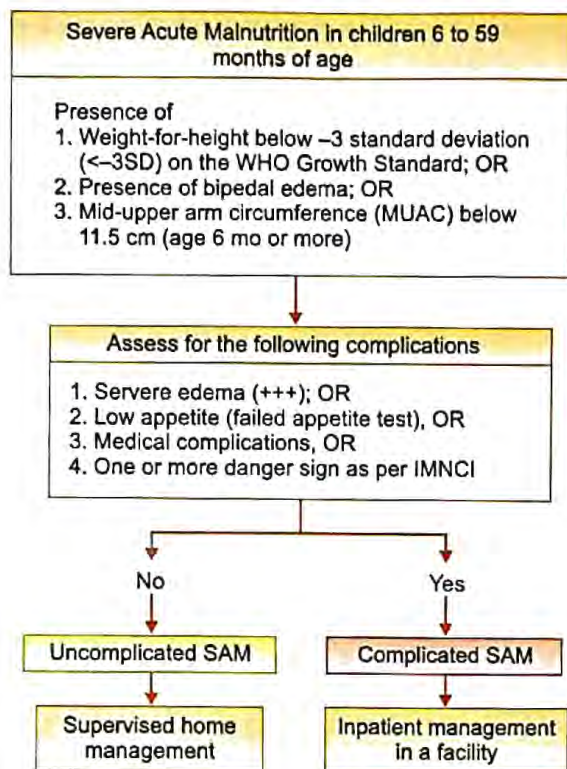 Severe Acute Malnutrition in children 6 to 59
months of age
Presence of
1. Weight-for-height below –3 standard deviation
(<–3SD) on the WHO Growth Standard; OR
2. Presence of bipedal edema; OR
3. Mid-upper arm circumference (MUAC) below
11.5 cm (age 6 mo or more)
Assess for the following complications
1. Servere edema (+++); OR
2. Low appetite (failed appetite test), OR
3. Medical complications, OR
4. One or more danger sign as per IMNCI
No
Yes
Uncomplicated SAM
Complicated SAM
Supervised home
management
Inpatient management
in a facility